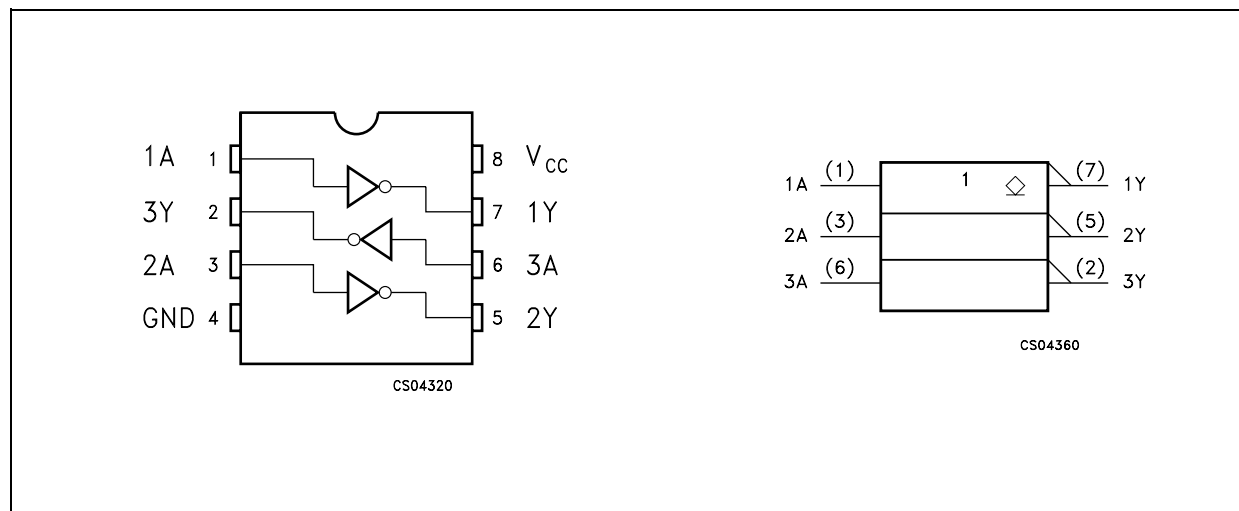 1A 1 8 VCC
3Y 2 7 1Y
2A 3 6 3A
GND 4 5 2Y
CS04320
1A (1) 1 (7) 1Y
2A (3) (5) 2Y
3A (6) (2) 3Y
CS04360